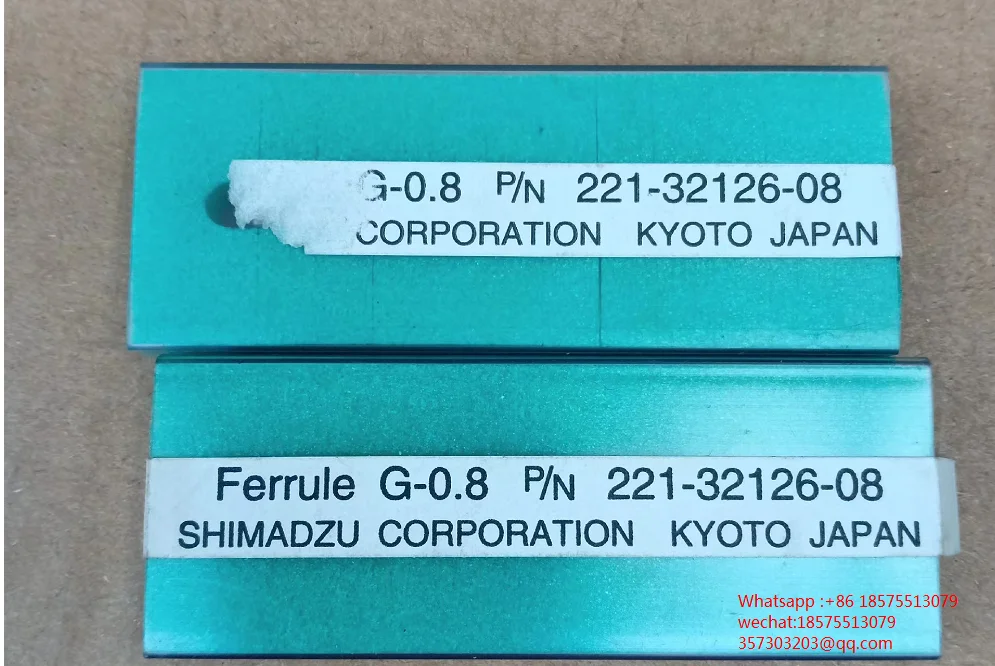 G-0.8 P/N 221-32126-08
CORPORATION KYOTO JAPAN
Ferrule G-0.8 P/N 221-32126-08
SHIMADZU CORPORATION KYOTO JAPAN
Whatsapp :+86 18575513079
wechat:18575513079
357303203@qq.com